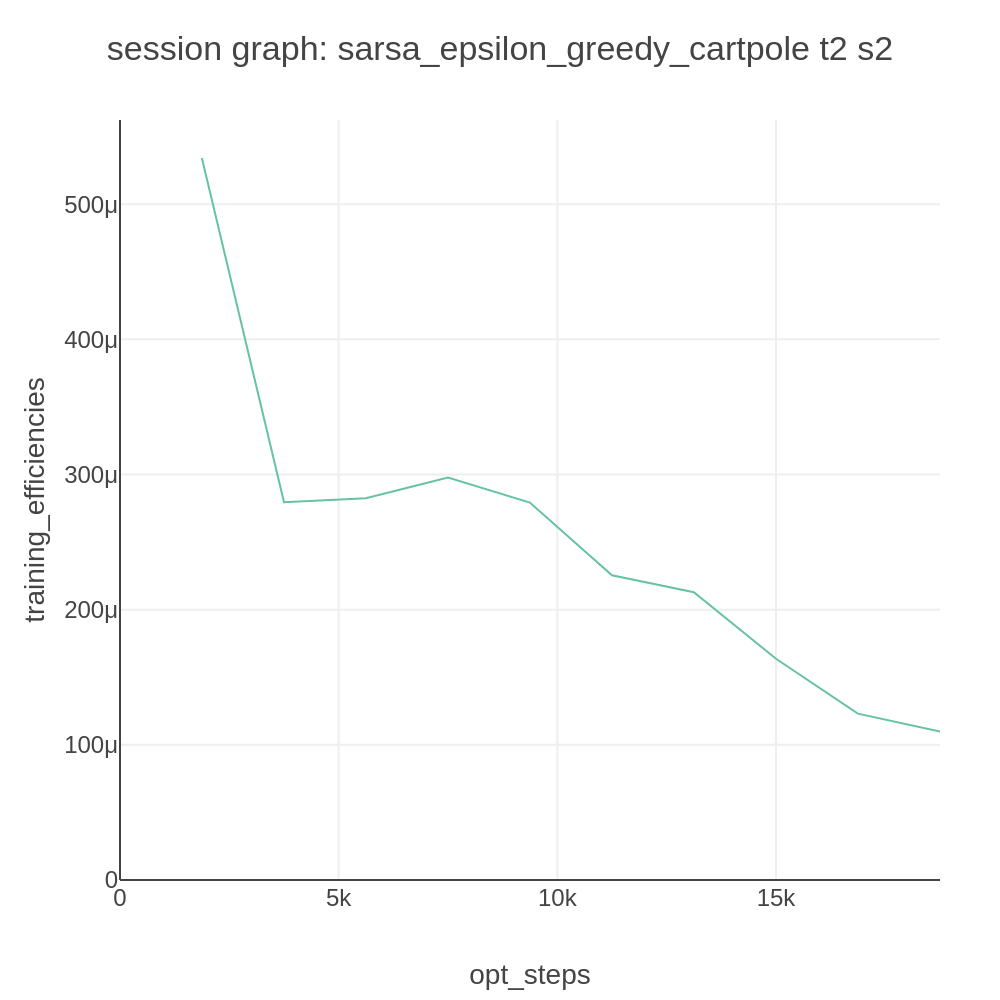 session graph: sarsa_epsilon_greedy_cartpole t2 s2
training_efficiencies
500μ
400μ
300μ
200μ
100μ
0
0 5k 10k 15k
opt_steps